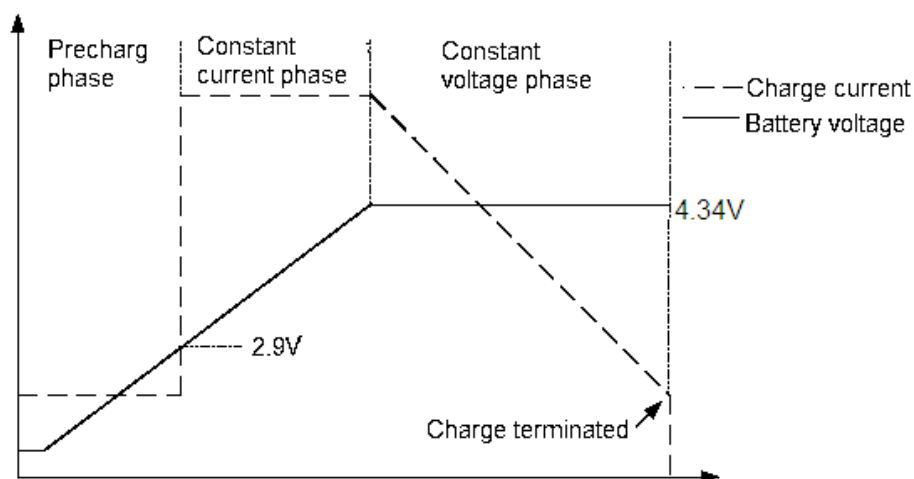 Precharg
phase
Constant
current phase
Constant
voltage phase
Charge current
Battery voltage
4.34V
2.9V
Charge terminated